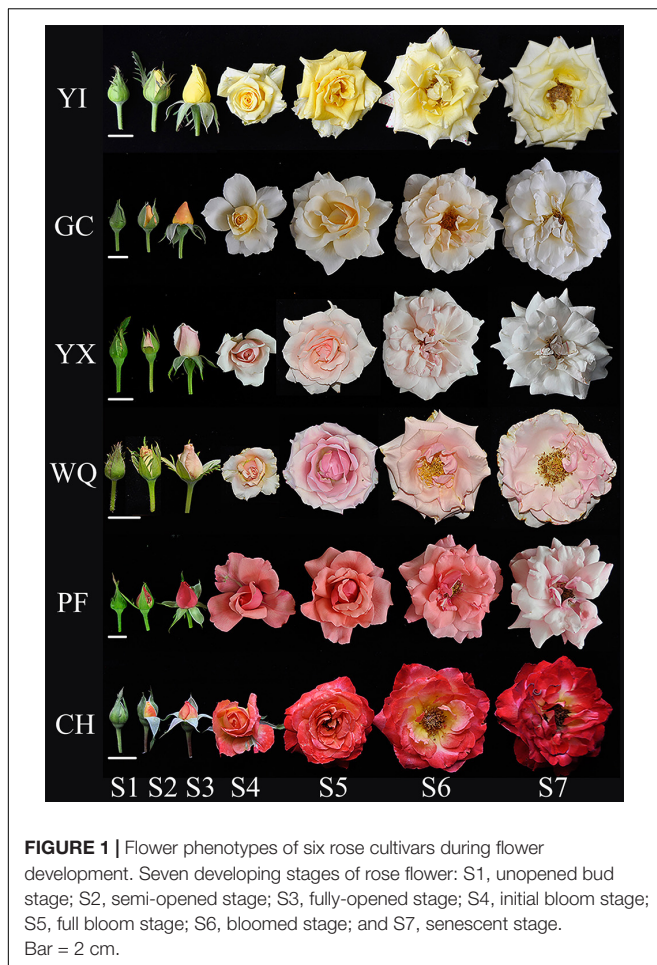 YI
GC
YX
WQ
PF
CH
S1 S2 S3 S4 S5 S6 S7
FIGURE 1 | Flower phenotypes of six rose cultivars during flower
development. Seven developing stages of rose flower: S1, unopened bud
stage; S2, semi-opened stage; S3, fully-opened stage; S4, initial bloom stage;
S5, full bloom stage; S6, bloomed stage; and S7, senescent stage.
Bar = 2 cm.